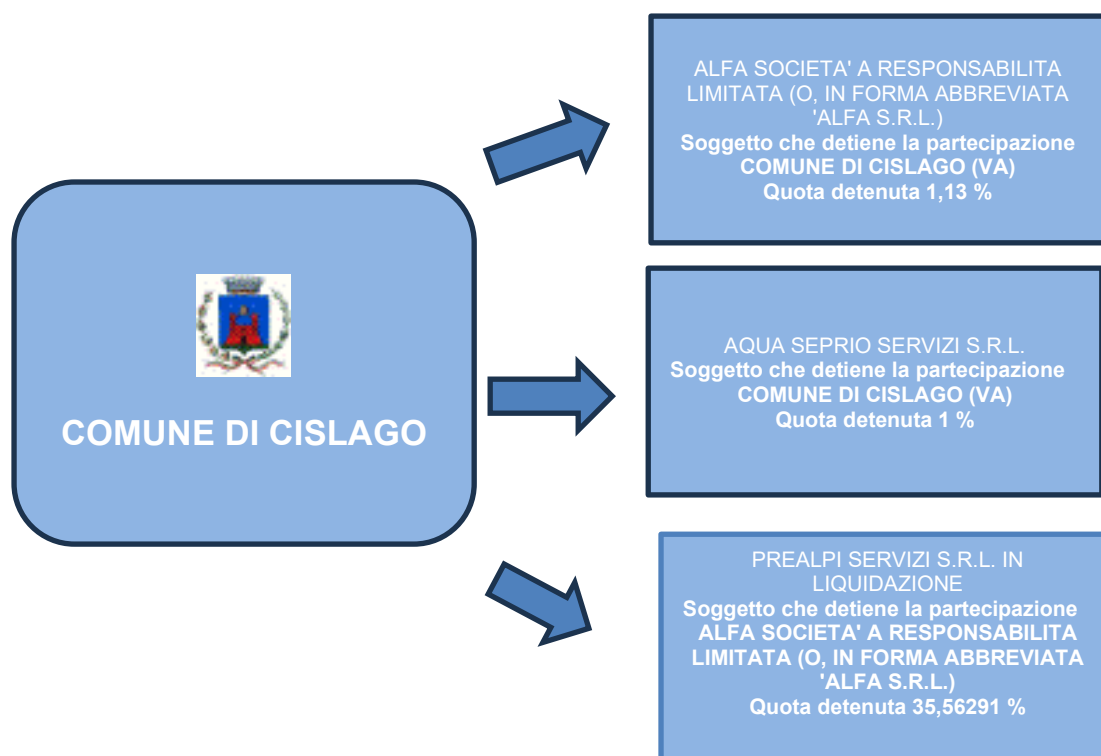 COMUNE DI CISLAGO
ALFA SOCIETA' A RESPONSABILITA
LIMITATA (O, IN FORMA ABBREVIATA
'ALFA S.R.L.)
Soggetto che detiene la partecipazione
COMUNE DI CISLAGO (VA)
Quota detenuta 1,13 %
AQUA SEPRIO SERVIZI S.R.L.
Soggetto che detiene la partecipazione
COMUNE DI CISLAGO (VA)
Quota detenuta 1 %
PREALPI SERVIZI S.R.L. IN
LIQUIDAZIONE
Soggetto che detiene la partecipazione
ALFA SOCIETA' A RESPONSABILITA
LIMITATA (O, IN FORMA ABBREVIATA
'ALFA S.R.L.)
Quota detenuta 35,56291 %